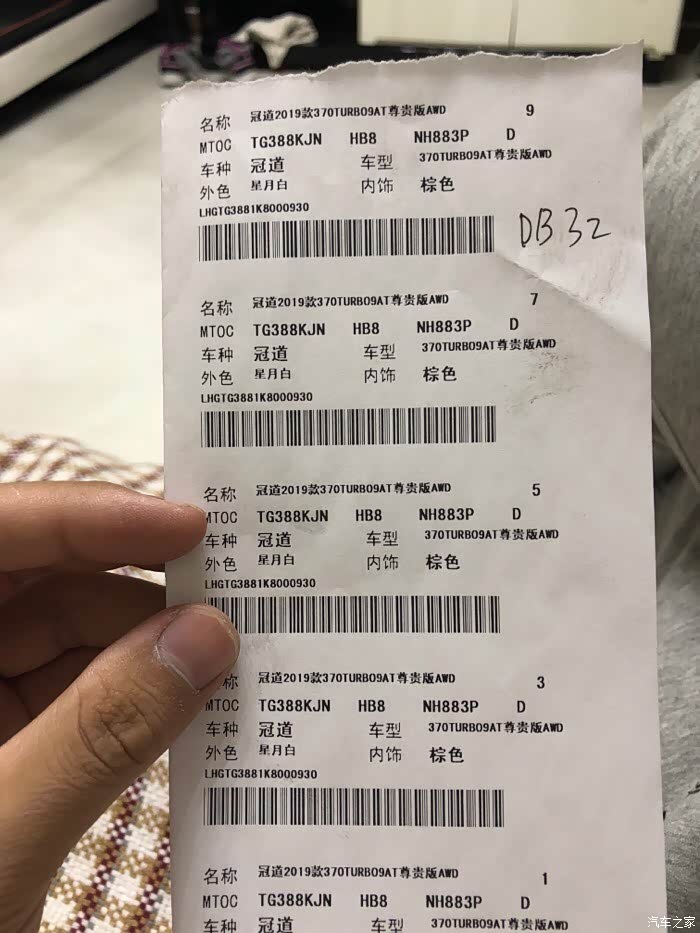 名称 冠道2019款370TURBO9AT尊贵版AWD 9
MTOC TG388KJN HB8 NH883P D
车种 冠道 车型 370TURBO9AT尊贵版AWD
外色 星月白 内饰 棕色
LHGTG3881K8000930
DB32
名称 冠道2019款370TURBO9AT尊贵版AWD 7
MTOC TG388KJN HB8 NH883P D
车种 冠道 车型 370TURBO9AT尊贵版AWD
外色 星月白 内饰 棕色
LHGTG3881K8000930
名称 冠道2019款370TURBO9AT尊贵版AWD 5
MTOC TG388KJN HB8 NH883P D
车种 冠道 车型 370TURBO9AT尊贵版AWD
外色 星月白 内饰 棕色
LHGTG3881K8000930
称 冠道2019款370TURBO9AT尊贵版AWD 3
MTOC TG388KJN HB8 NH883P D
车种 冠道 车型 370TURBO9AT尊贵版AWD
外色 星月白 内饰 棕色
LHGTG3881K8000930
名称 冠道2019款370TURBO9AT尊贵版AWD 1
MTOC TG388KJN HB8 NH883P D
车种 冠道 车型 370TURBO9AT尊贵版AWD
汽车之家